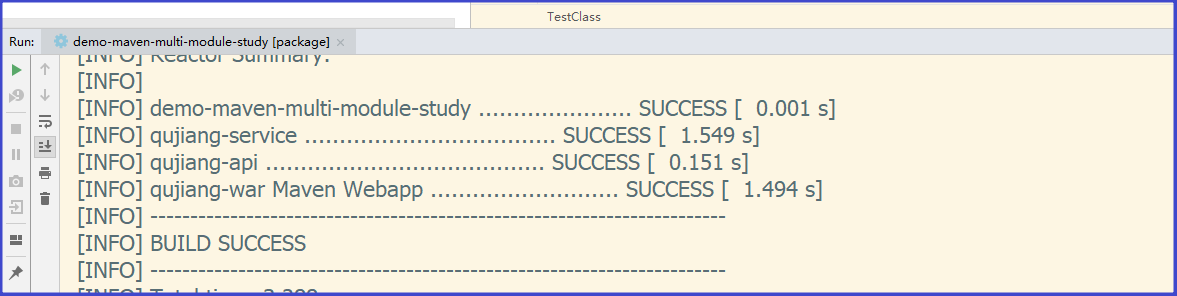 TestClass
Run: demo-maven-multi-module-study [package] ×
[INFO] Reactor Summary:
[INFO]
[INFO] demo-maven-multi-module-study ...................... SUCCESS [  0.001 s]
[INFO] qujiang-service .................................... SUCCESS [  1.549 s]
[INFO] qujiang-api ........................................ SUCCESS [  0.151 s]
[INFO] qujiang-war Maven Webapp ........................... SUCCESS [  1.494 s]
[INFO] ------------------------------------------------------------------------
[INFO] BUILD SUCCESS
[INFO] ------------------------------------------------------------------------
[INFO] Total time: